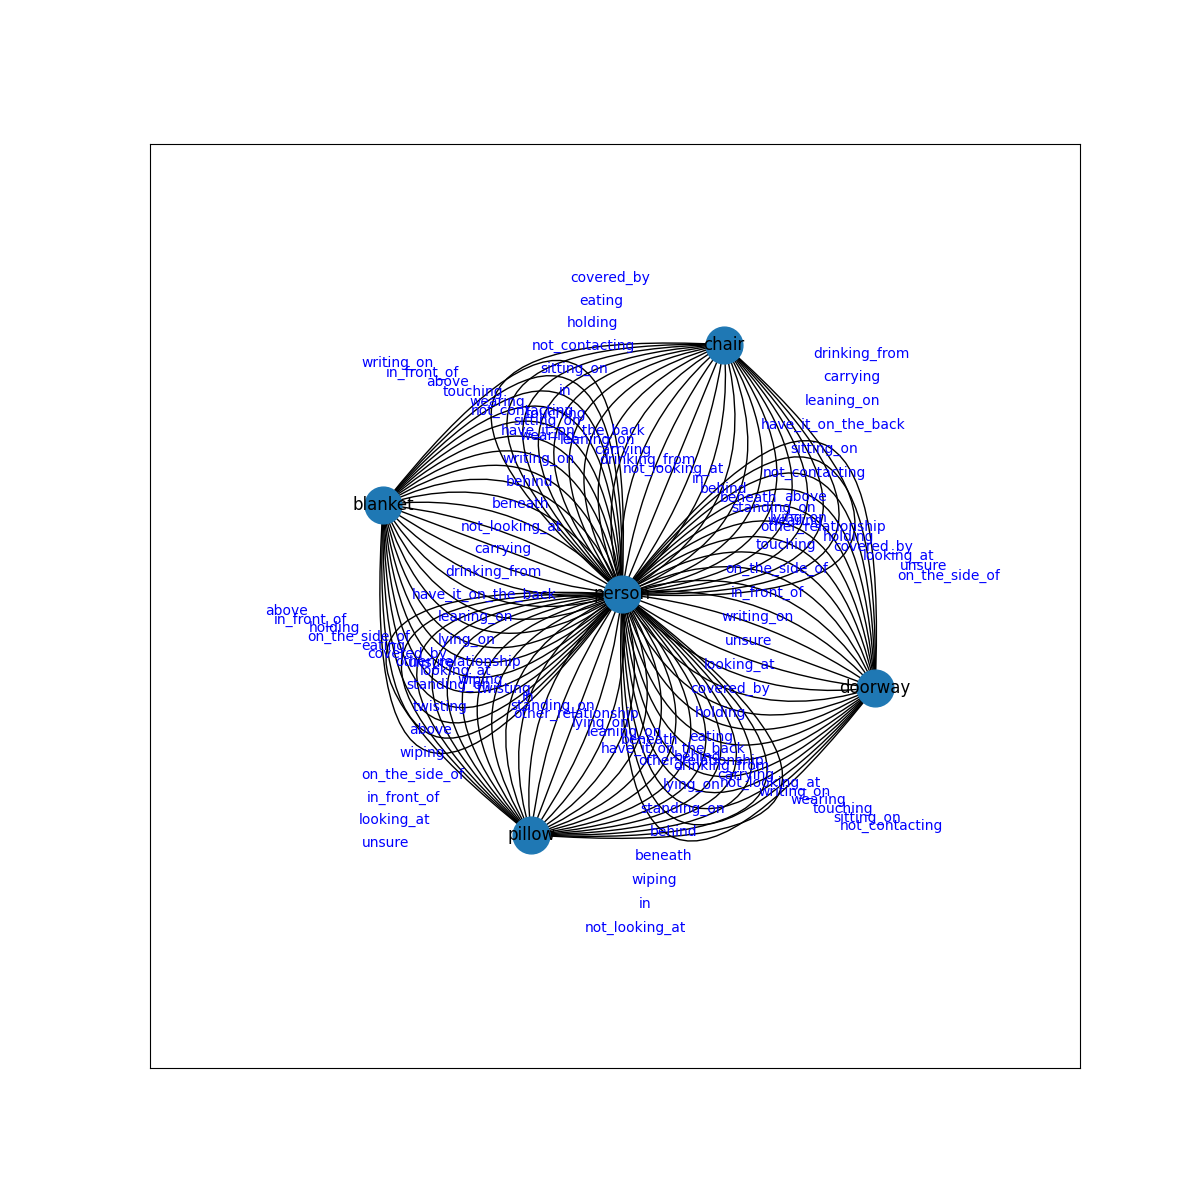 covered_by
eating
holding
not_contacting
sitting_on
in
touching
have_it_on_the_back
wearing
leaning_on
carrying
writing_on
drinking_from
not_looking_at
behind
in
behind
beneath
beneath
standing_on
not_looking_at
carrying
drinking_from
have_it_on_the_back
leaning_on
lying_on
other_relationship
looking_at
standing_on
twisting
above
wiping
on_the_side_of
in_front_of
looking_at
unsure
writing_on
in_front_of
above
touching
wearing
not_contacting
sitting_on
chair
drinking_from
carrying
leaning_on
have_it_on_the_back
sitting_on
not_contacting
above
lying_on
wearing
other_relationship
holding
touching
covered_by
looking_at
unsure
on_the_side_of
on_the_side_of
in_front_of
writing_on
unsure
looking_at
covered_by
holding
eating
other_relationship
lying_on
standing_on
behind
beneath
wiping
in
not_looking_at
blanket
person
doorway
pillow
above
in_front_of
holding
on_the_side_of
eating
covered_by
wiping
twisting
in
standing_on
other_relationship
lying_on
leaning_on
beneath
have_it_on_the_back
behind
drinking_from
carrying
not_looking_at
writing_on
wearing
touching
sitting_on
not_contacting